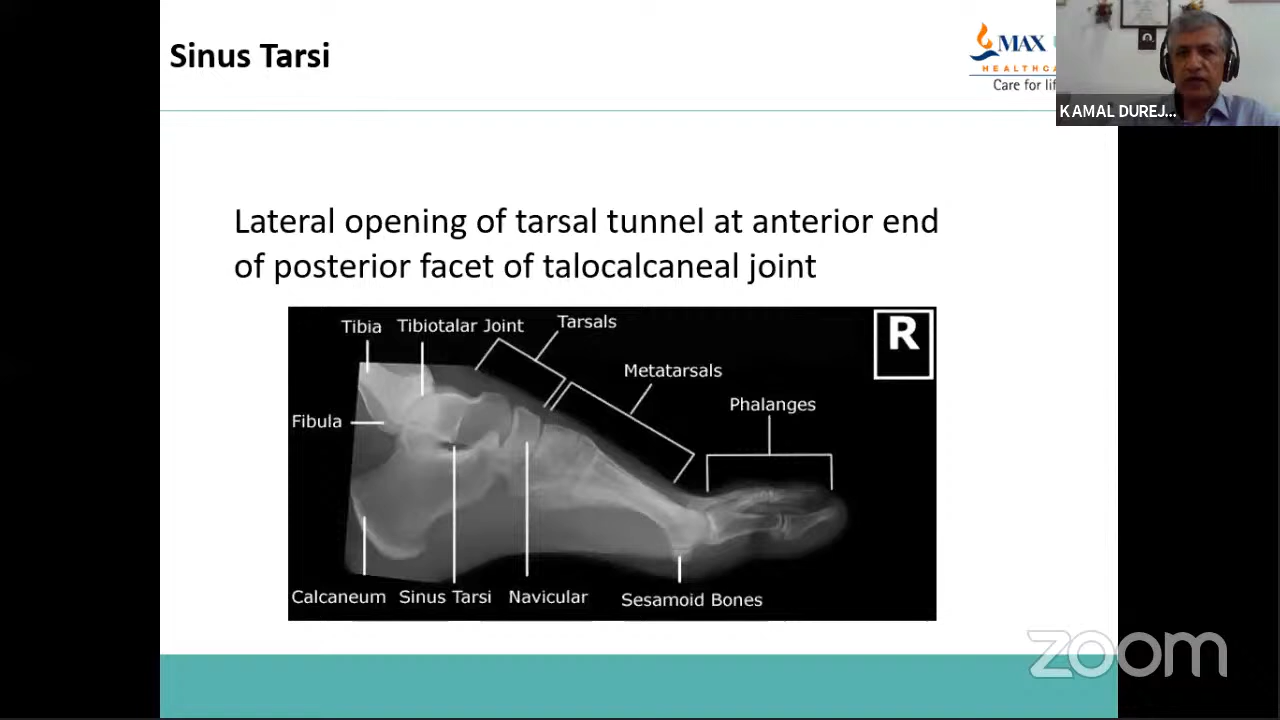 Sinus Tarsi
MAX
HEALTHCA
Care for lif
KAMAL DUREJ...
Lateral opening of tarsal tunnel at anterior end
of posterior facet of talocalcaneal joint
Tibia Tibiotalar Joint Tarsals
R
Metatarsals
Phalanges
Fibula
Calcaneum Sinus Tarsi Navicular Sesamoid Bones
zoom